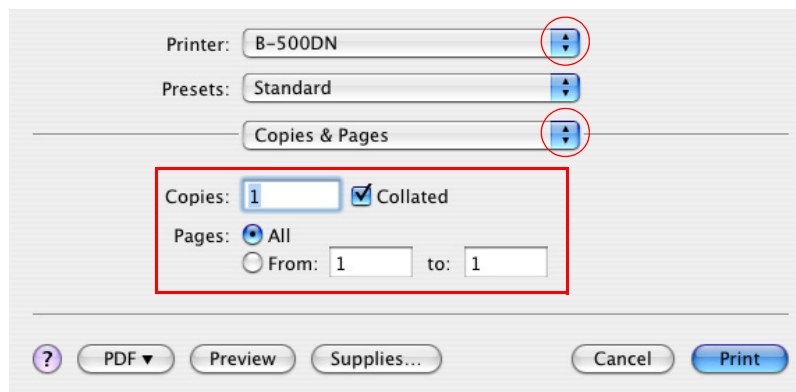 Printer: B-500DN
Presets: Standard
Copies & Pages
Copies: 1 Collated
Pages: All
From: 1 to: 1
? PDF ▼ Preview Supplies... Cancel Print